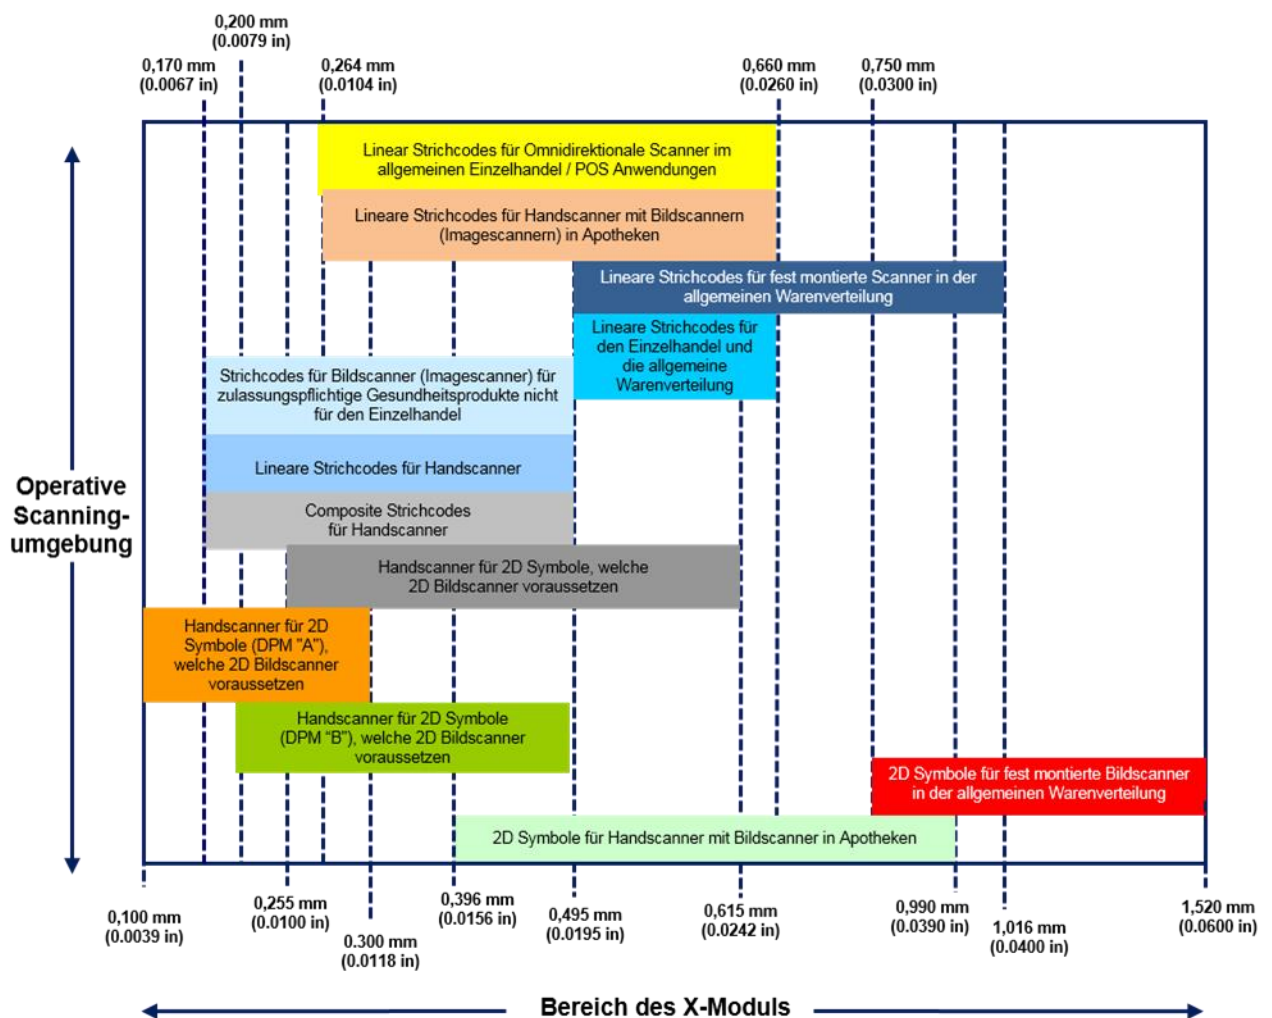 0,200 mm
(0.0079 in)
0,170 mm
(0.0067 in)
0,264 mm
(0.0104 in)
0,660 mm
(0.0260 in)
0,750 mm
(0.0300 in)
Linear Strichcodes für Omnidirektionale Scanner im
allgemeinen Einzelhandel / POS Anwendungen
Lineare Strichcodes für Handscanner mit Bildscannern
(Imagescannern) in Apotheken
Lineare Strichcodes für fest montierte Scanner in der
allgemeinen Warenverteilung
Lineare Strichcodes für
den Einzelhandel und
die allgemeine
Warenverteilung
Strichcodes für Bildscanner (Imagescanner) für
zulassungspflichtige Gesundheitsprodukte nicht
für den Einzelhandel
Lineare Strichcodes für Handscanner
Operative
Scanning-
umgebung
Composite Strichcodes
für Handscanner
Handscanner für 2D Symbole, welche
2D Bildscanner voraussetzen
Handscanner für 2D
Symbole (DPM "A"),
welche 2D Bildscanner
voraussetzen
Handscanner für 2D Symbole
(DPM "B"), welche 2D Bildscanner
voraussetzen
2D Symbole für fest montierte Bildscanner
in der allgemeinen Warenverteilung
2D Symbole für Handscanner mit Bildscanner in Apotheken
0,100 mm
(0.0039 in)
0,255 mm
(0.0100 in)
0.300 mm
(0.0118 in)
0,396 mm
(0.0156 in)
0,495 mm
(0.0195 in)
0,615 mm
(0.0242 in)
0,990 mm
(0.0390 in)
1,016 mm
(0.0400 in)
1,520 mm
(0.0600 in)
Bereich des X-Moduls